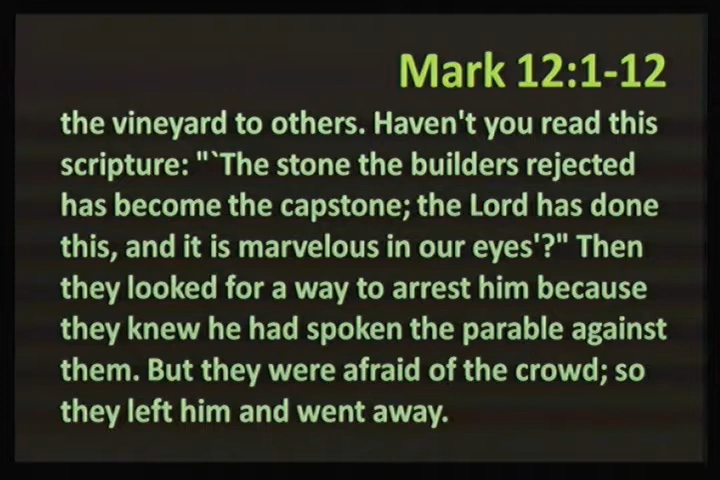 Mark 12:1-12
the vineyard to others. Haven't you read this
scripture: "`The stone the builders rejected
has become the capstone; the Lord has done
this, and it is marvelous in our eyes'?" Then
they looked for a way to arrest him because
they knew he had spoken the parable against
them. But they were afraid of the crowd; so
they left him and went away.